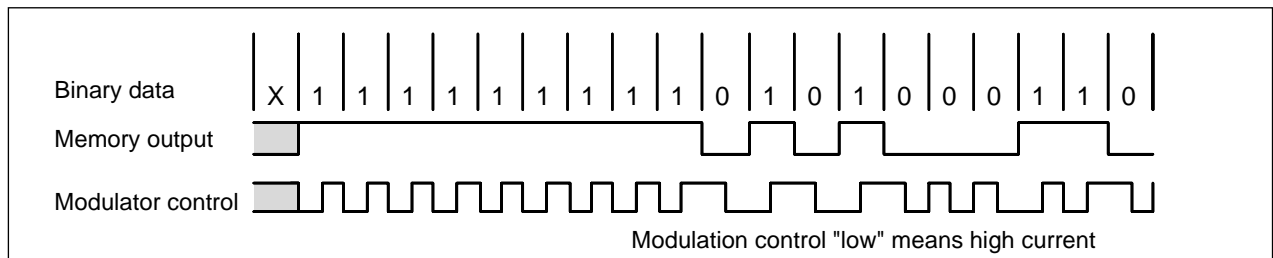 Binary data X 1 1 1 1 1 1 1 1 1 0 1 0 1 0 0 0 1 1 0
Memory output
Modulator control
Modulation control "low" means high current